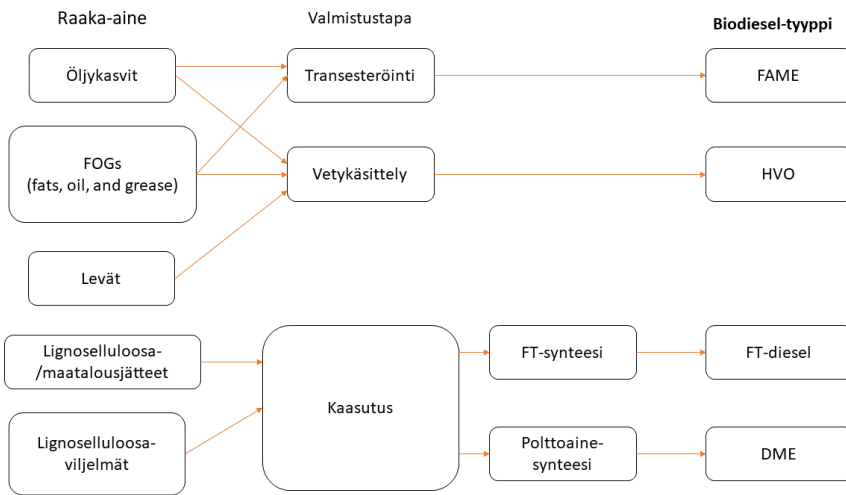 Raaka-aine
Valmistustapa
Biodiesel-tyyppi
Öljykasvit
Transesteröinti
FAME
FOGs
(fats, oil, and grease)
Vetykäsittely
HVO
Levät
Lignoselluloosa-
/maatalousjätteet
Kaasutus
FT-synteesi
FT-diesel
Lignoselluloosa-
viljelmät
Polttoaine-
synteesi
DME